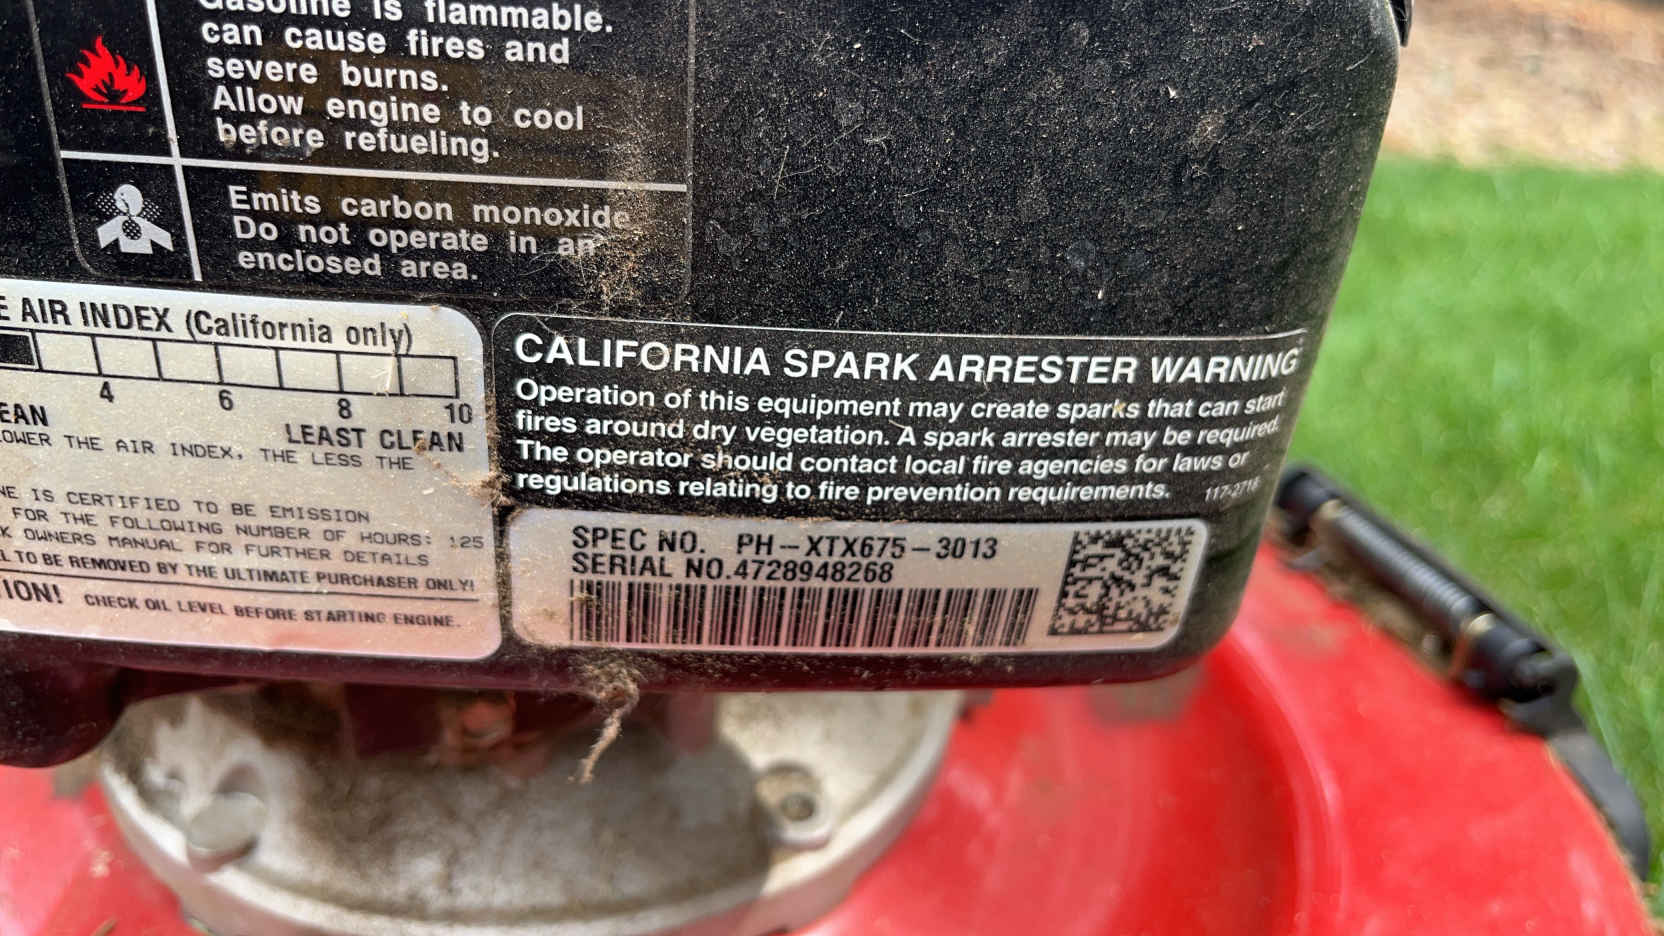 Gasoline is flammable.
can cause fires and
severe burns.
Allow engine to cool
before refueling.
Emits carbon monoxide
Do not operate in an
enclosed area.
E AIR INDEX (California only)
4 6 8 10
EAN
LEAST CLEAN
OWER THE AIR INDEX, THE LESS THE
NE IS CERTIFIED TO BE EMISSION
FOR THE FOLLOWING NUMBER OF HOURS: 125
K OWNERS MANUAL FOR FURTHER DETAILS
L TO BE REMOVED BY THE ULTIMATE PURCHASER ONLY!
ION! CHECK OIL LEVEL BEFORE STARTING ENGINE.
CALIFORNIA SPARK ARRESTER WARNING
Operation of this equipment may create sparks that can start
fires around dry vegetation. A spark arrester may be required.
The operator should contact local fire agencies for laws or
regulations relating to fire prevention requirements.
117-2718
SPEC NO. PH-XTX675-3013
SERIAL NO.4728948268